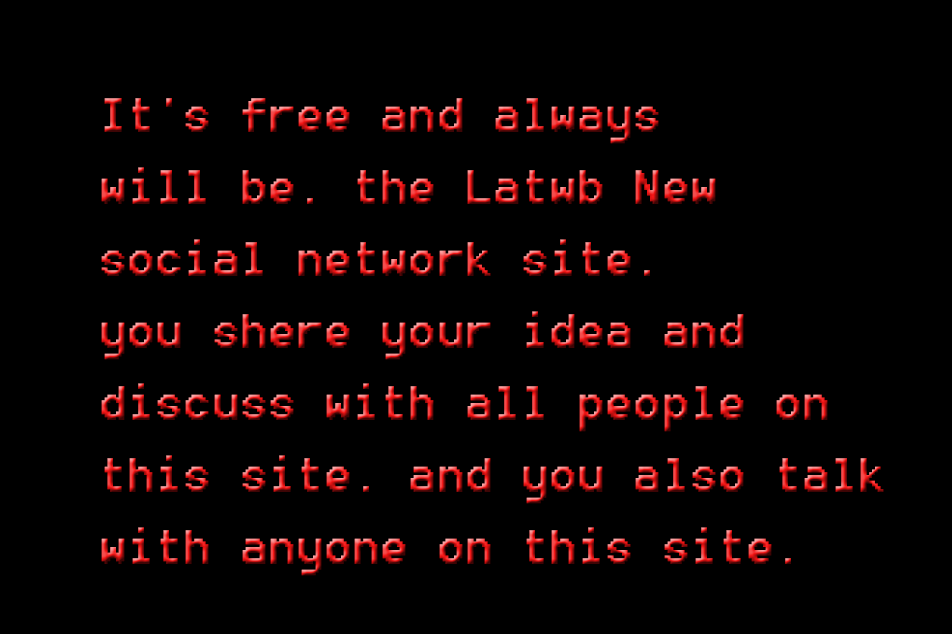 It's free and always
will be. the Latwb New
social network site.
you shere your idea and
discuss with all people on
this site. and you also talk
with anyone on this site.